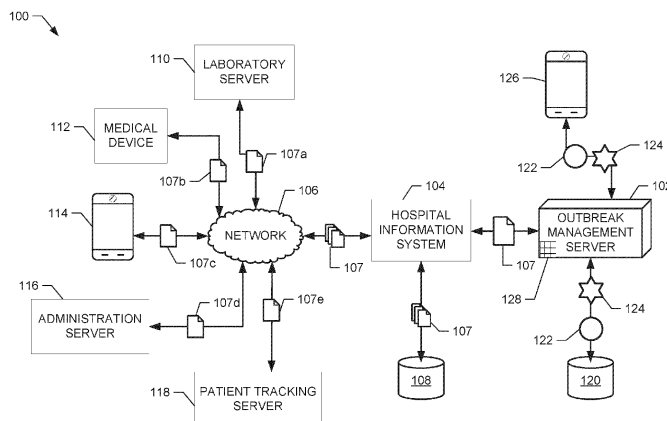 100
110
LABORATORY
SERVER
126
112
MEDICAL
DEVICE
107a
107b
122
124
106
104
102
114
NETWORK
HOSPITAL
INFORMATION
SYSTEM
OUTBREAK
MANAGEMENT
SERVER
107c
107
107
128
116
107d
107e
124
ADMINISTRATION
SERVER
107
122
118
PATIENT TRACKING
SERVER
108
120